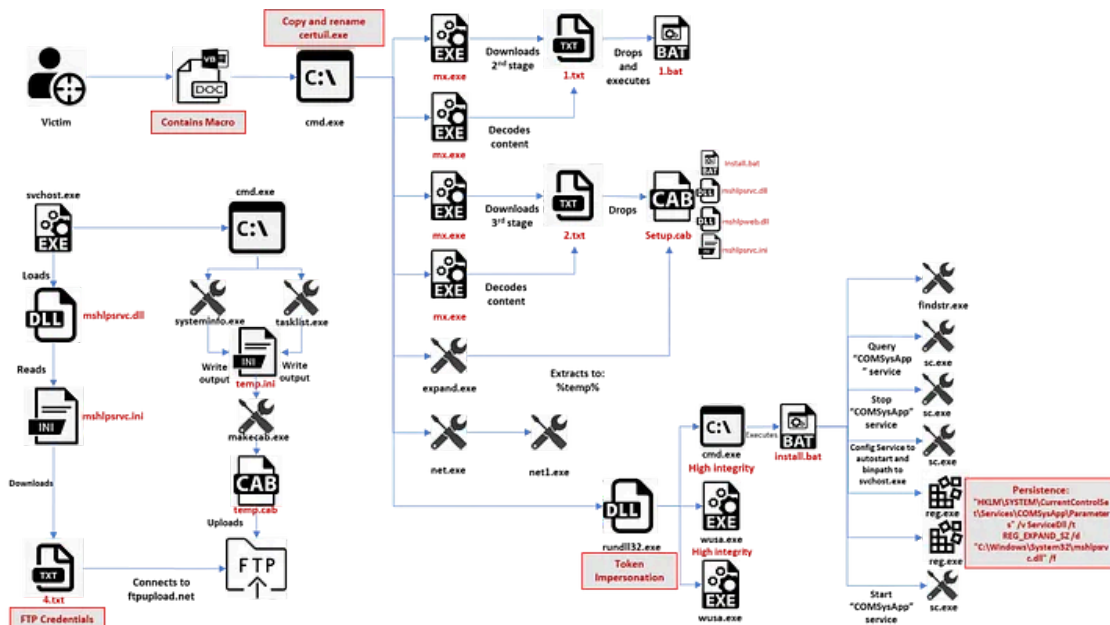 Copy and rename
certuil.exe
VB
DOC
C:\
EXE
TXT
BAT
Victim
Contains Macro
cmd.exe
mx.exe
Downloads
2nd stage
1.txt
Drops
and
executes
1.bat
EXE
mx.exe
Decodes
content
EXE
mx.exe
Downloads
3rd stage
TXT
2.txt
Drops
CAB
Setup.cab
BAT
install.bat
DLL
mshlpsrvc.dll
DLL
mshlpweb.dll
INI
mshlpsrvc.ini
EXE
mx.exe
Decodes
content
expand.exe
Extracts to:
%temp%
net.exe
net1.exe
svchost.exe
EXE
cmd.exe
C:\
Loads
DLL
mshlpsrvc.dll
systeminfo.exe
tasklist.exe
Reads
Write
output
INI
temp.ini
Write
output
INI
mshlpsrvc.ini
makecab.exe
Downloads
CAB
temp.cab
Uploads
TXT
4.txt
Connects to
ftpupload.net
FTP
FTP Credentials
DLL
rundll32.exe
Token
Impersonation
C:\
cmd.exe
High integrity
Executes
BAT
install.bat
EXE
wusa.exe
High integrity
EXE
wusa.exe
findstr.exe
Query
"COMSysApp
" service
sc.exe
Stop
"COMSysApp"
service
sc.exe
Config Service to
autostart and
binpath to
svchost.exe
sc.exe
reg.exe
reg.exe
Persistence:
"HKLM\SYSTEM\CurrentControlSe
t\Services\COMSysApp\Parameter
s" /v ServiceDll /t
REG_EXPAND_SZ /d
"C:\Windows\System32\mshlpsrv
c.dll" /f
Start
"COMSysApp"
service
sc.exe